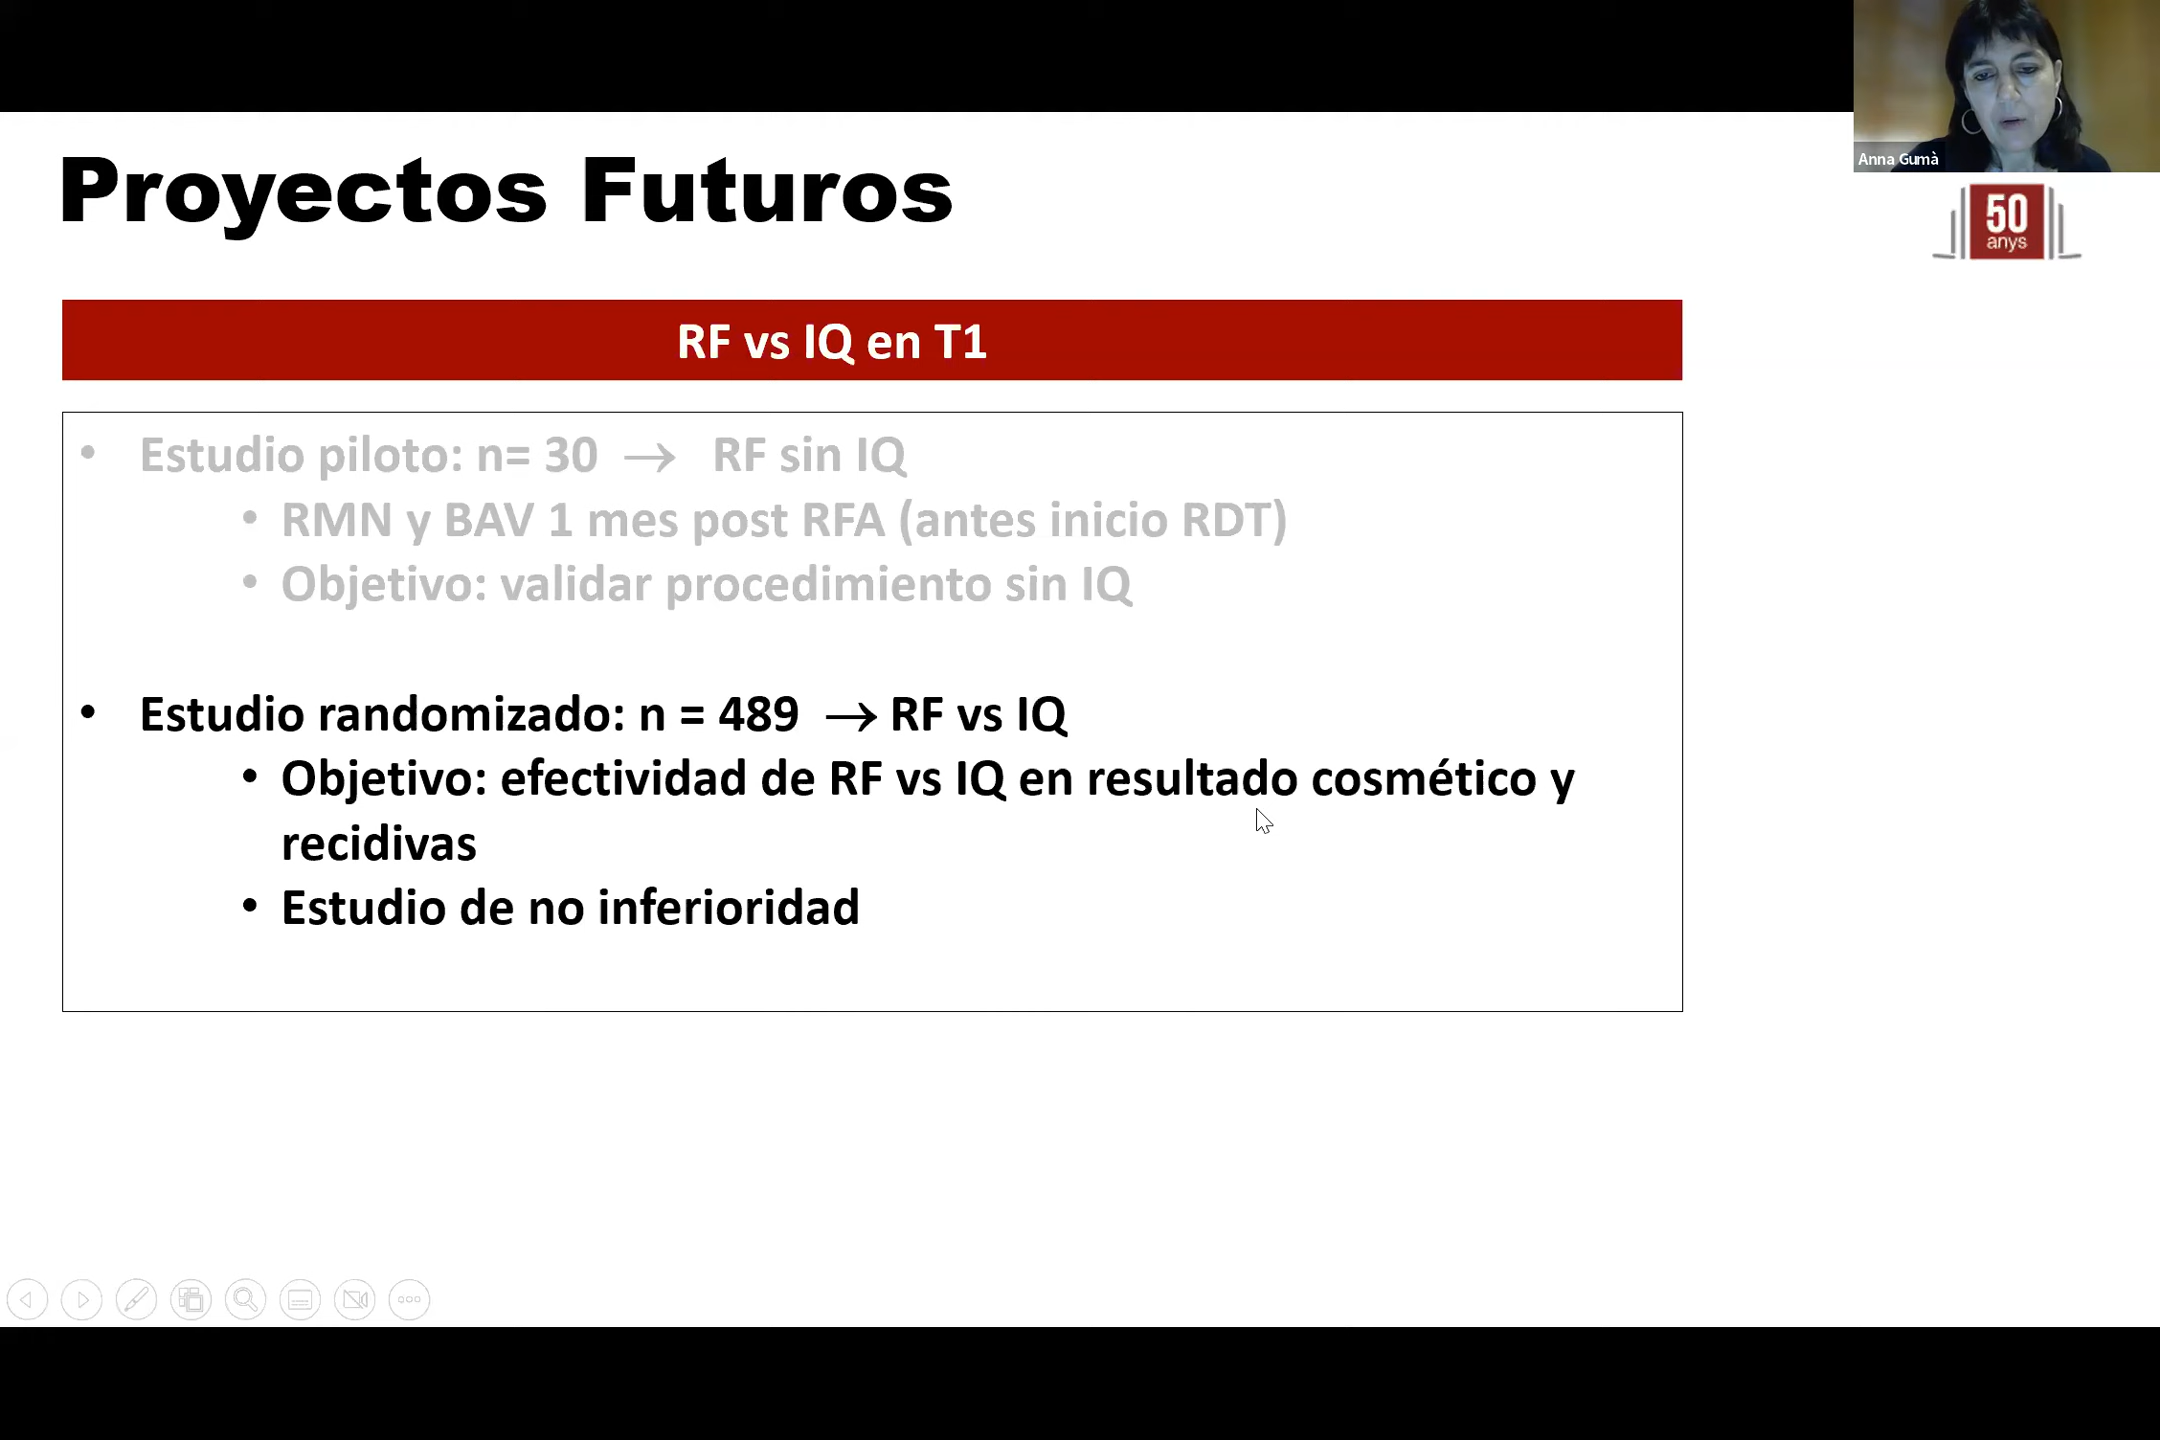 Anna Gumà
Proyectos Futuros
50
anys
RF vs IQ en T1
• Estudio piloto: n= 30 → RF sin IQ
• RMN y BAV 1 mes post RFA (antes inicio RDT)
• Objetivo: validar procedimiento sin IQ
• Estudio randomizado: n = 489 → RF vs IQ
• Objetivo: efectividad de RF vs IQ en resultado cosmético y
recidivas
• Estudio de no inferioridad